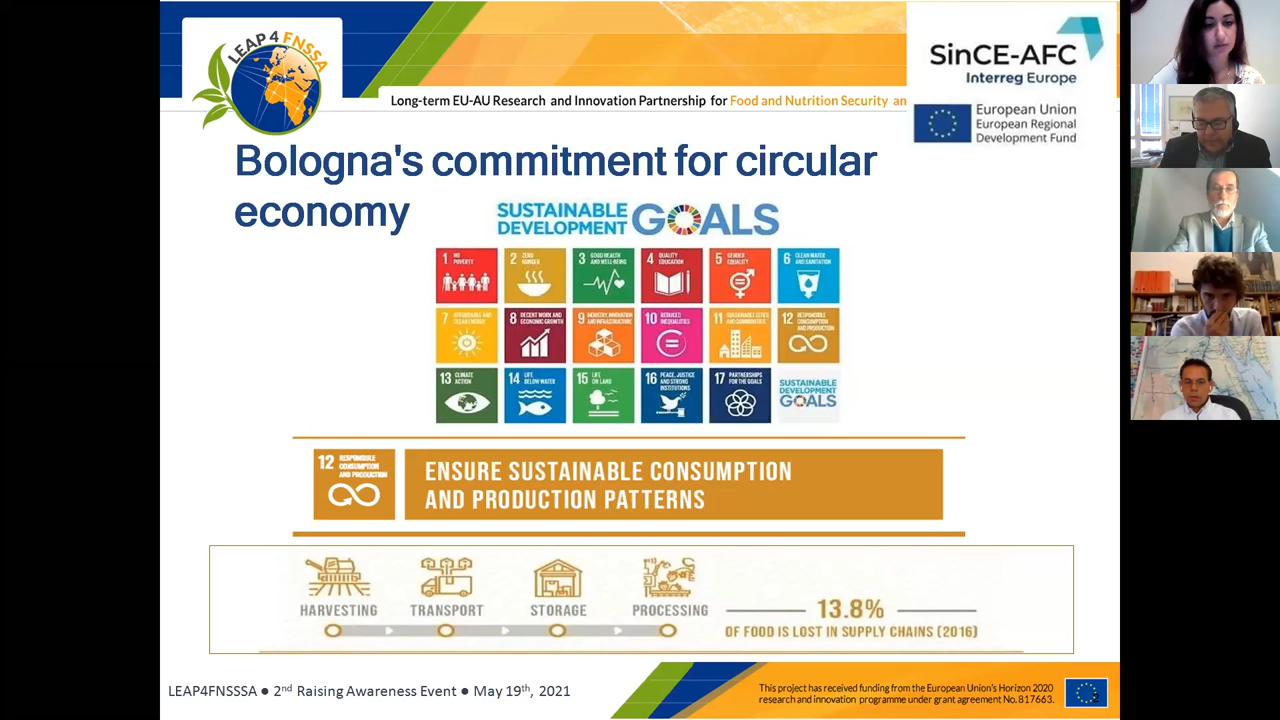 LEAP 4 FNSSA
SinCE-AFC
Interreg Europe
Long-term EU-AU Research and Innovation Partnership for Food and Nutrition Security an
European Union
European Regional
Development Fund
Bologna's commitment for circular
economy
SUSTAINABLE
DEVELOPMENT GOALS
1 NO
POVERTY
2 ZERO
HUNGER
3 GOOD HEALTH
AND WELL-BEING
4 QUALITY
EDUCATION
5 GENDER
EQUALITY
6 CLEAN WATER
AND SANITATION
7 AFFORDABLE AND
CLEAN ENERGY
8 DECENT WORK AND
ECONOMIC GROWTH
9 INDUSTRY, INNOVATION
AND INFRASTRUCTURE
10 REDUCED
INEQUALITIES
11 SUSTAINABLE CITIES
AND COMMUNITIES
12 RESPONSIBLE
CONSUMPTION
AND PRODUCTION
13 CLIMATE
ACTION
14 LIFE
BELOW WATER
15 LIFE
ON LAND
16 PEACE, JUSTICE
AND STRONG
INSTITUTIONS
17 PARTNERSHIPS
FOR THE GOALS
SUSTAINABLE
DEVELOPMENT
GOALS
12 RESPONSIBLE
CONSUMPTION
AND PRODUCTION
ENSURE SUSTAINABLE CONSUMPTION
AND PRODUCTION PATTERNS
HARVESTING
TRANSPORT
STORAGE
PROCESSING
13.8%
OF FOOD IS LOST IN SUPPLY CHAINS (2016)
LEAP4FNSSSA ● 2nd Raising Awareness Event ● May 19th, 2021
This project has received funding from the European Union's Horizon 2020
research and innovation programme under grant agreement No. 817663.